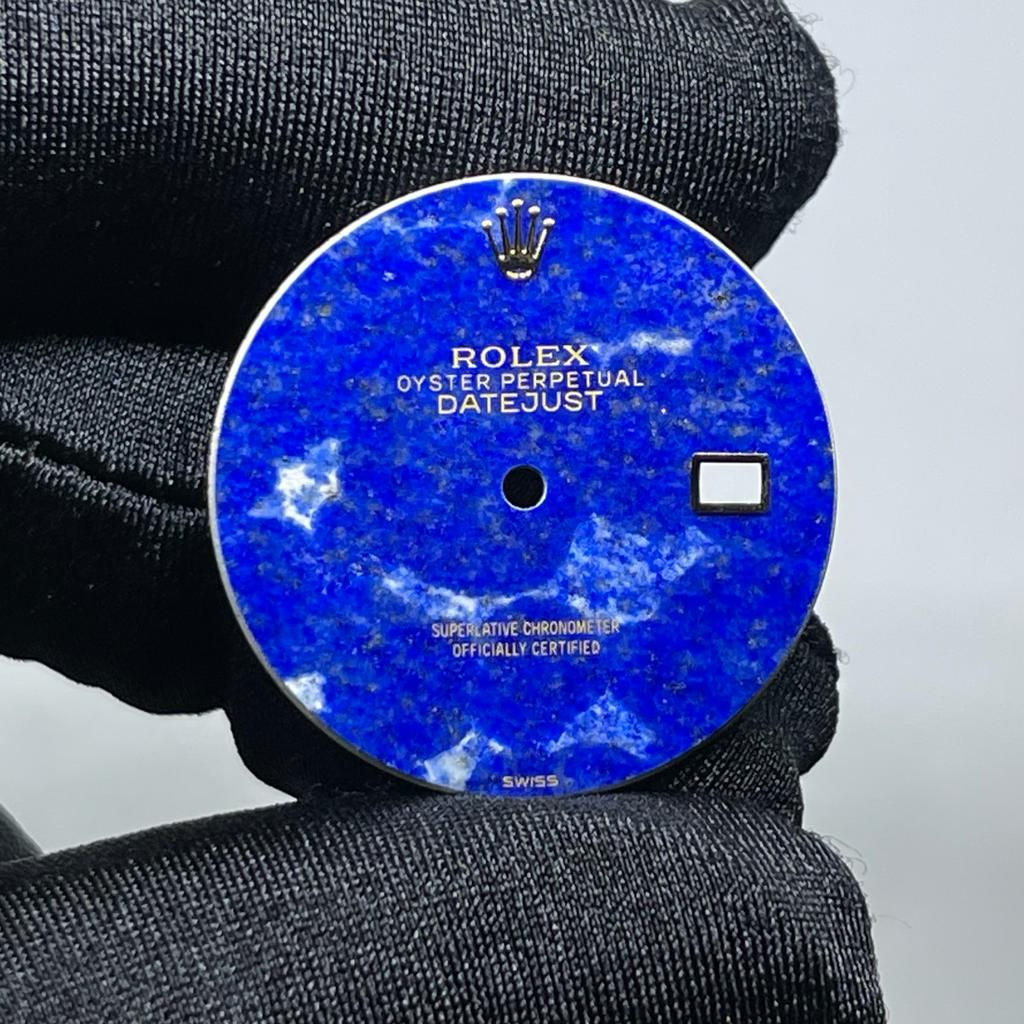 ROLEX
OYSTER PERPETUAL
DATEJUST
SUPERLATIVE CHRONOMETER
OFFICIALLY CERTIFIED
SWISS